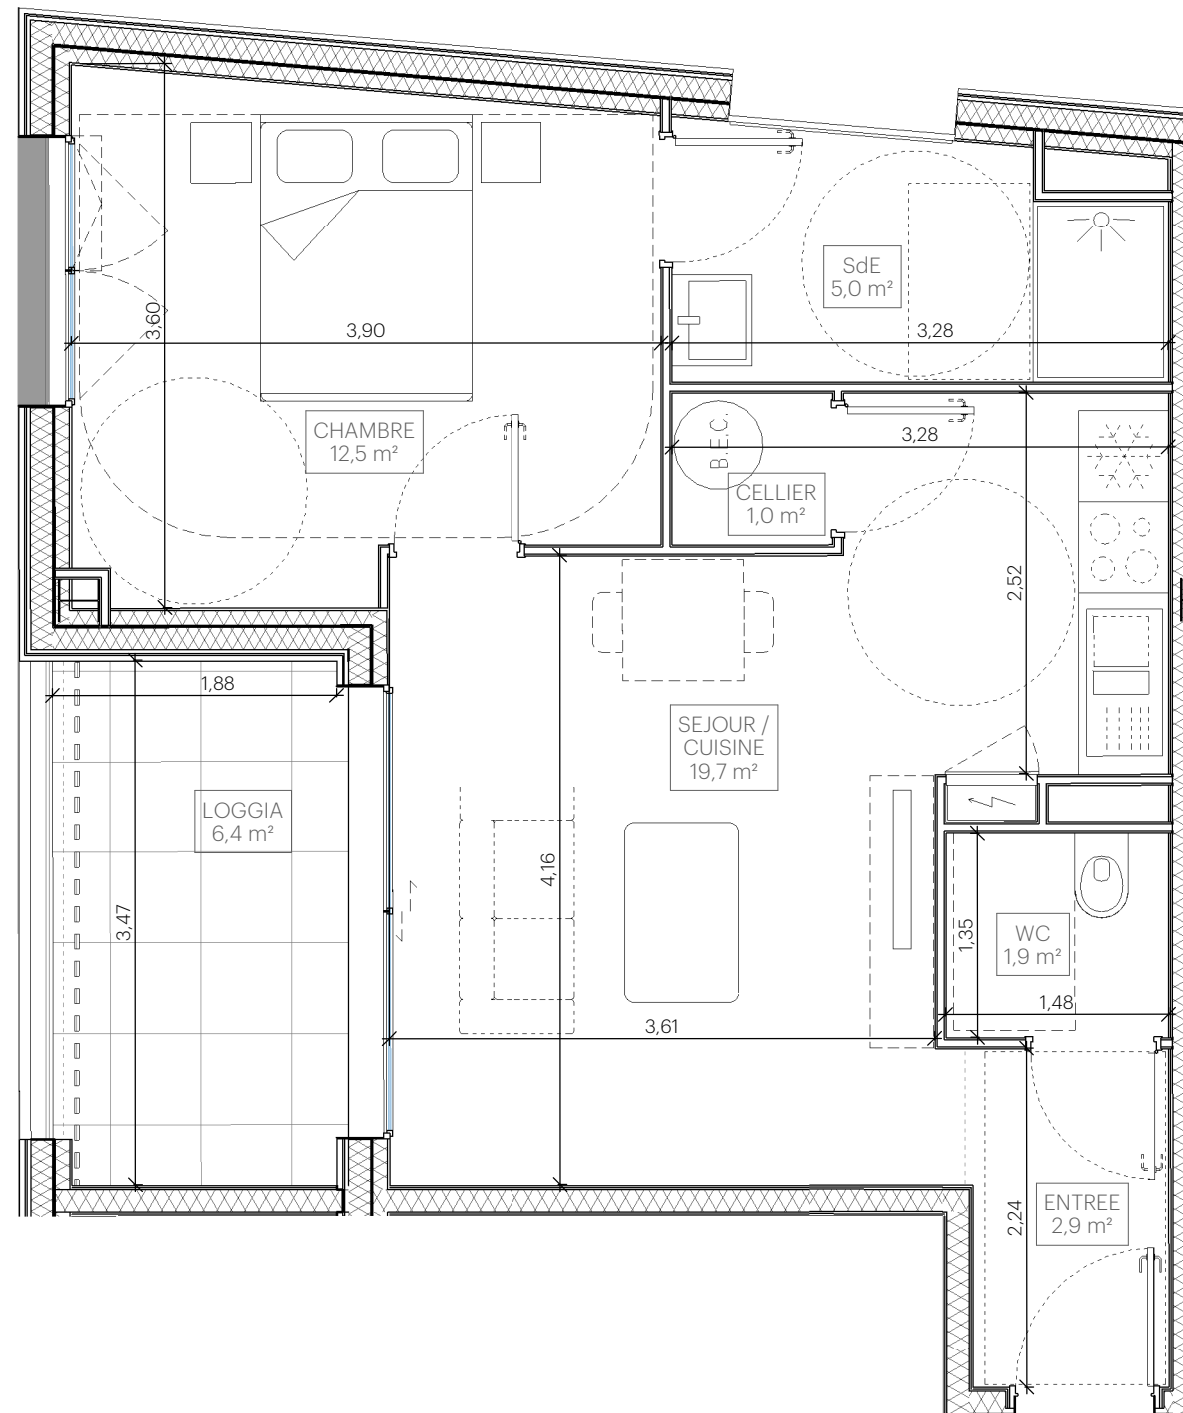 SdE
5,0 m²
3,60
3,90
3,28
CHAMBRE
12,5 m²
B.E.C.
3,28
CELLIER
1,0 m²
2,52
1,88
SEJOUR /
CUISINE
19,7 m²
LOGGIA
6,4 m²
4,16
3,47
1,35
WC
1,9 m²
1,48
3,61
2,24
ENTREE
2,9 m²